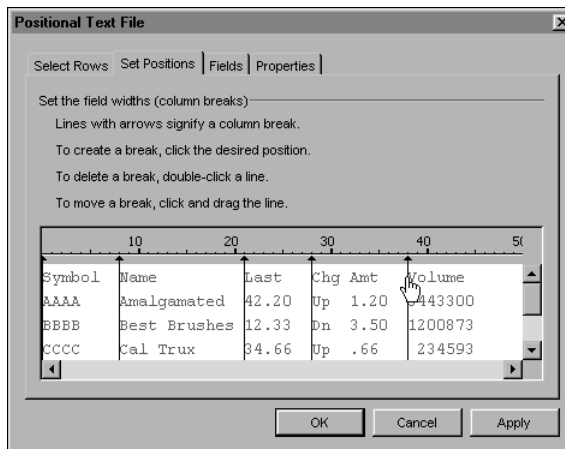 Positional Text File
Select Rows Set Positions Fields Properties
Set the field widths (column breaks)
Lines with arrows signify a column break.
To create a break, click the desired position.
To delete a break, double-click a line.
To move a break, click and drag the line.
10 20 30 40
Symbol Name Last Chg Amt Volume
AAAA Amalgamated 42.20 Up 1.20
BBBB Best Brushes 12.33 Dn 3.50 1200873
CCCC Cal Trux 34.66 Up .66 234593
OK Cancel Apply